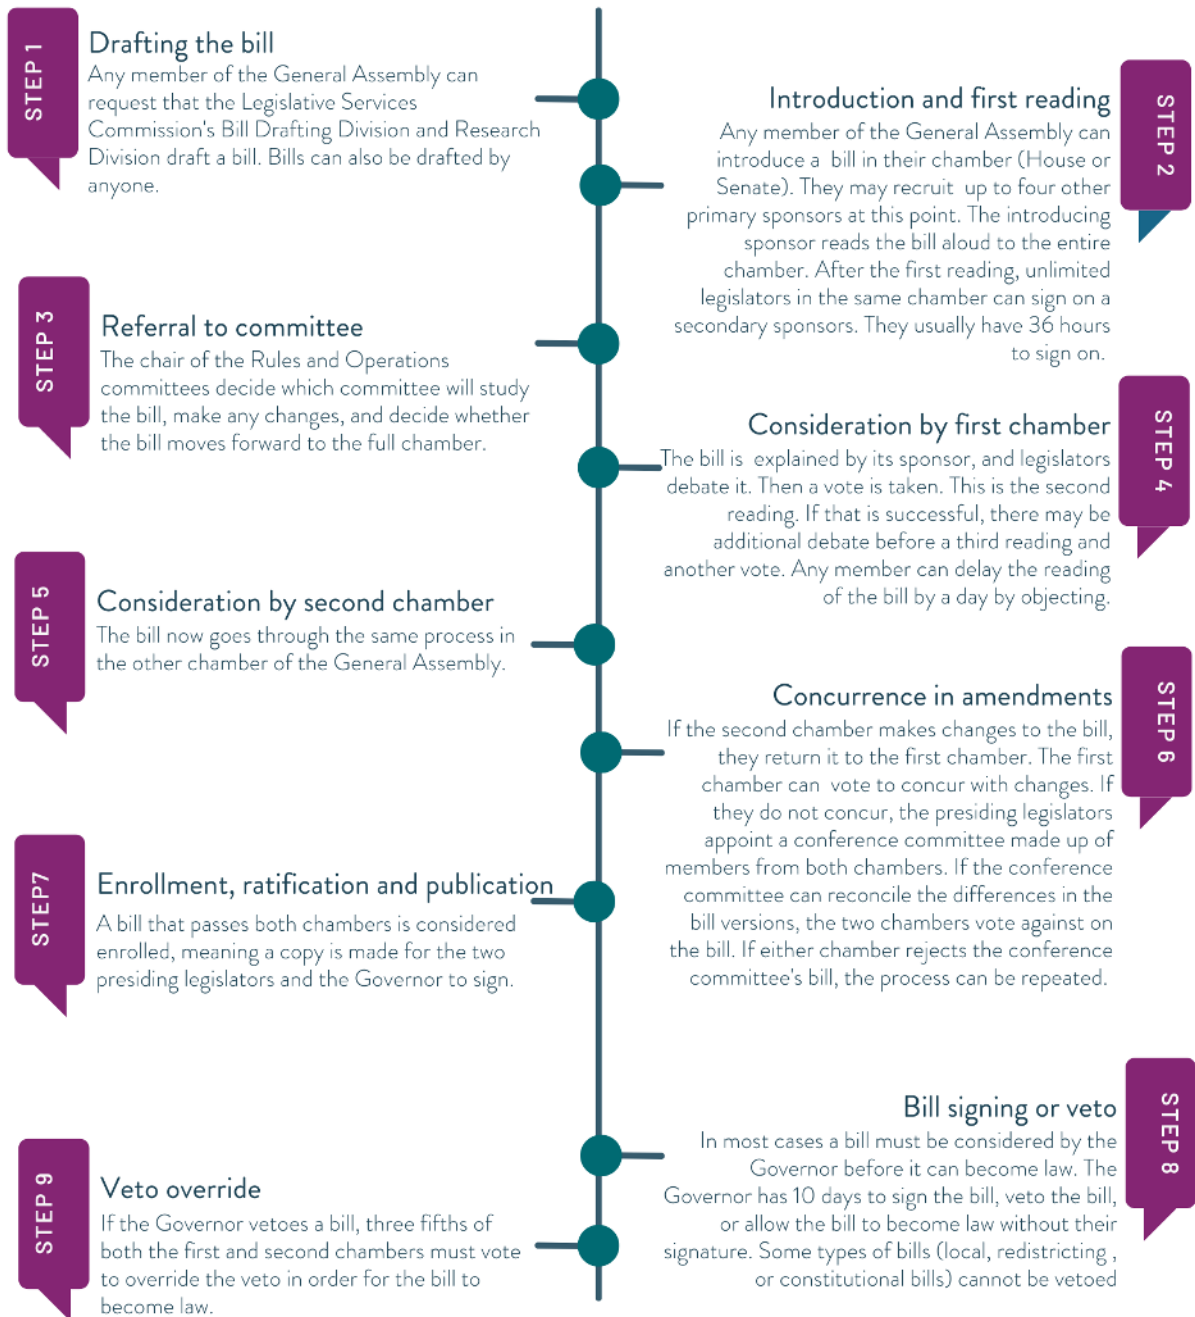 STEP 1
Drafting the bill
Any member of the General Assembly can
request that the Legislative Services
Commission's Bill Drafting Division and Research
Division draft a bill. Bills can also be drafted by
anyone.
STEP 2
Introduction and first reading
Any member of the General Assembly can
introduce a bill in their chamber (House or
Senate). They may recruit up to four other
primary sponsors at this point. The introducing
sponsor reads the bill aloud to the entire
chamber. After the first reading, unlimited
legislators in the same chamber can sign on a
secondary sponsors. They usually have 36 hours
to sign on.
STEP 3
Referral to committee
The chair of the Rules and Operations
committees decide which committee will study
the bill, make any changes, and decide whether
the bill moves forward to the full chamber.
STEP 4
Consideration by first chamber
The bill is explained by its sponsor, and legislators
debate it. Then a vote is taken. This is the second
reading. If that is successful, there may be
additional debate before a third reading and
another vote. Any member can delay the reading
of the bill by a day by objecting.
STEP 5
Consideration by second chamber
The bill now goes through the same process in
the other chamber of the General Assembly.
STEP 6
Concurrence in amendments
If the second chamber makes changes to the bill,
they return it to the first chamber. The first
chamber can vote to concur with changes. If
they do not concur, the presiding legislators
appoint a conference committee made up of
members from both chambers. If the conference
committee can reconcile the differences in the
bill versions, the two chambers vote against on
the bill. If either chamber rejects the conference
committee's bill, the process can be repeated.
STEP7
Enrollment, ratification and publication
A bill that passes both chambers is considered
enrolled, meaning a copy is made for the two
presiding legislators and the Governor to sign.
STEP 8
Bill signing or veto
In most cases a bill must be considered by the
Governor before it can become law. The
Governor has 10 days to sign the bill, veto the bill,
or allow the bill to become law without their
signature. Some types of bills (local, redistricting ,
or constitutional bills) cannot be vetoed
STEP 9
Veto override
If the Governor vetoes a bill, three fifths of
both the first and second chambers must vote
to override the veto in order for the bill to
become law.